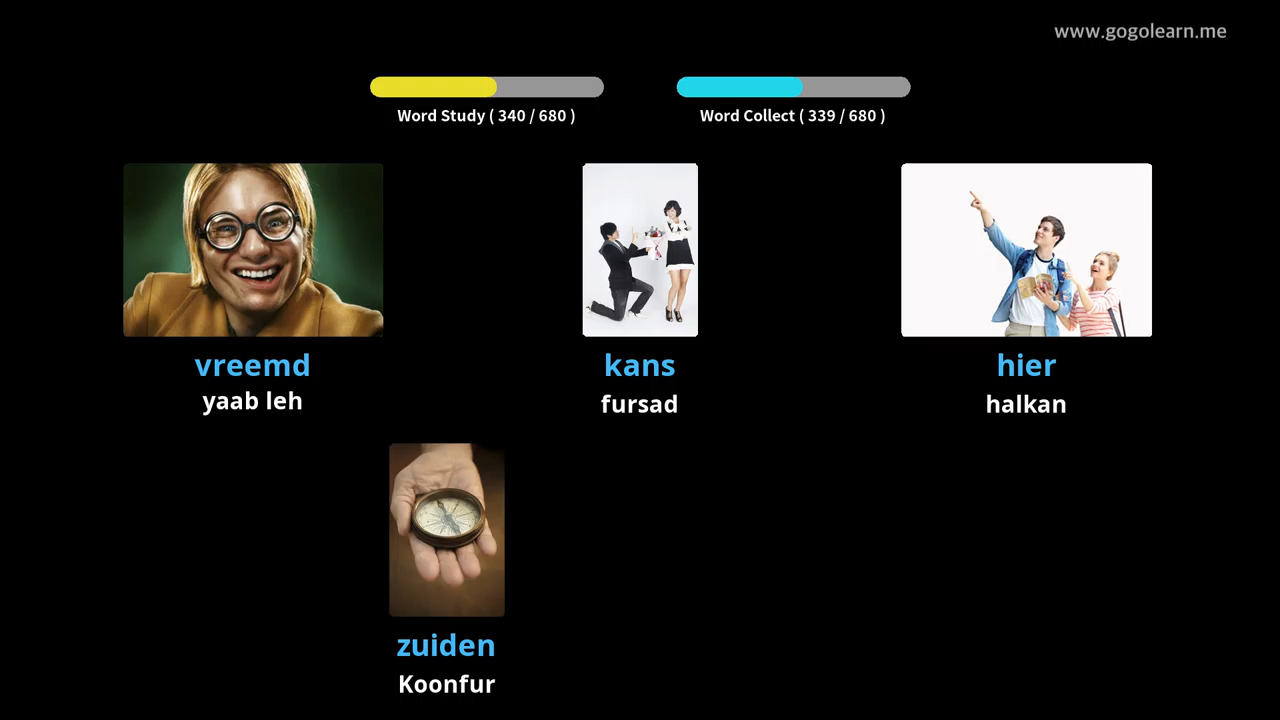 www.gogolearn.me
Word Study ( 340 / 680 )
Word Collect ( 339 / 680 )
vreemd
yaab leh
kans
fursad
hier
halkan
zuiden
Koonfur